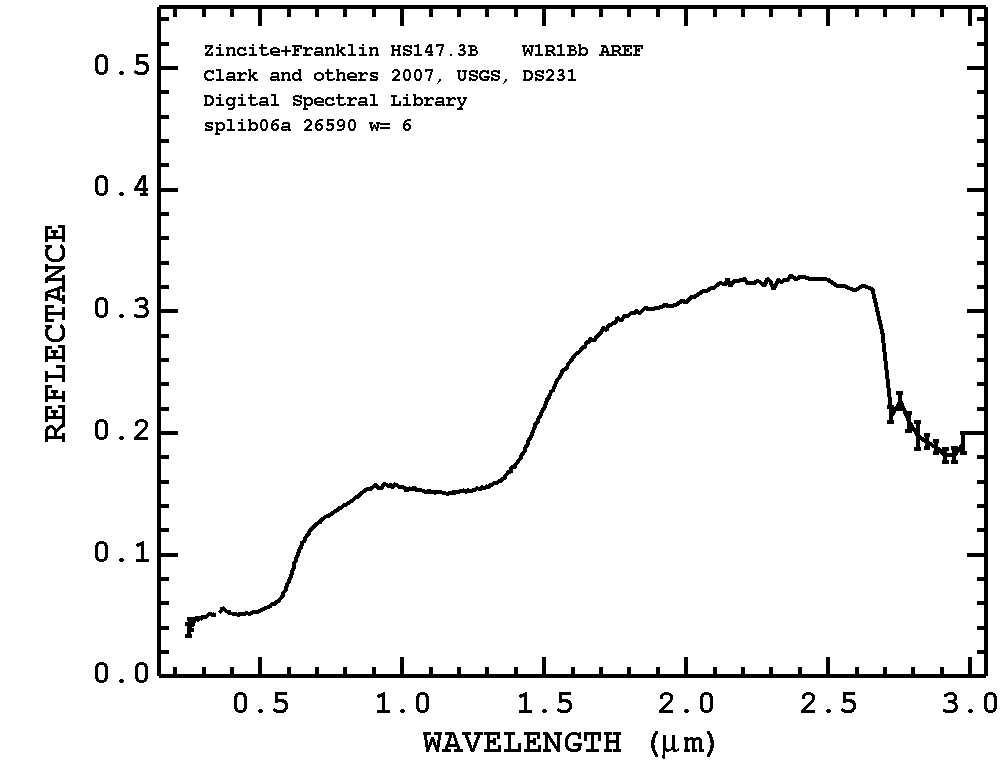 Zincite+Franklin HS147.3B W1R1Bb AREF
Clark and others 2007, USGS, DS231
Digital Spectral Library
splib06a 26590 w= 6
0.5
0.4
0.3
0.2
0.1
0.0
REFLECTANCE
0.5 1.0 1.5 2.0 2.5 3.0
WAVELENGTH (μm)